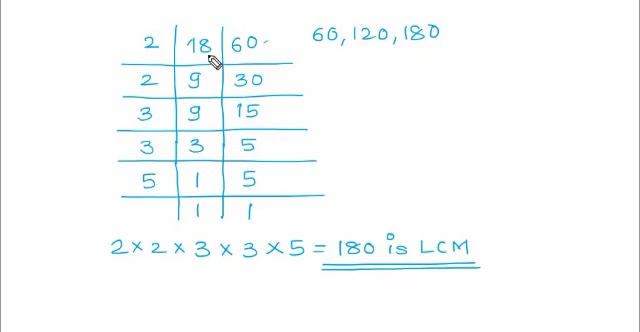 2 18 60 60, 120, 180
2 9 30
3 9 15
3 3 5
5 1 5
1 1
2 × 2 × 3 × 3 × 5 = 180 is LCM